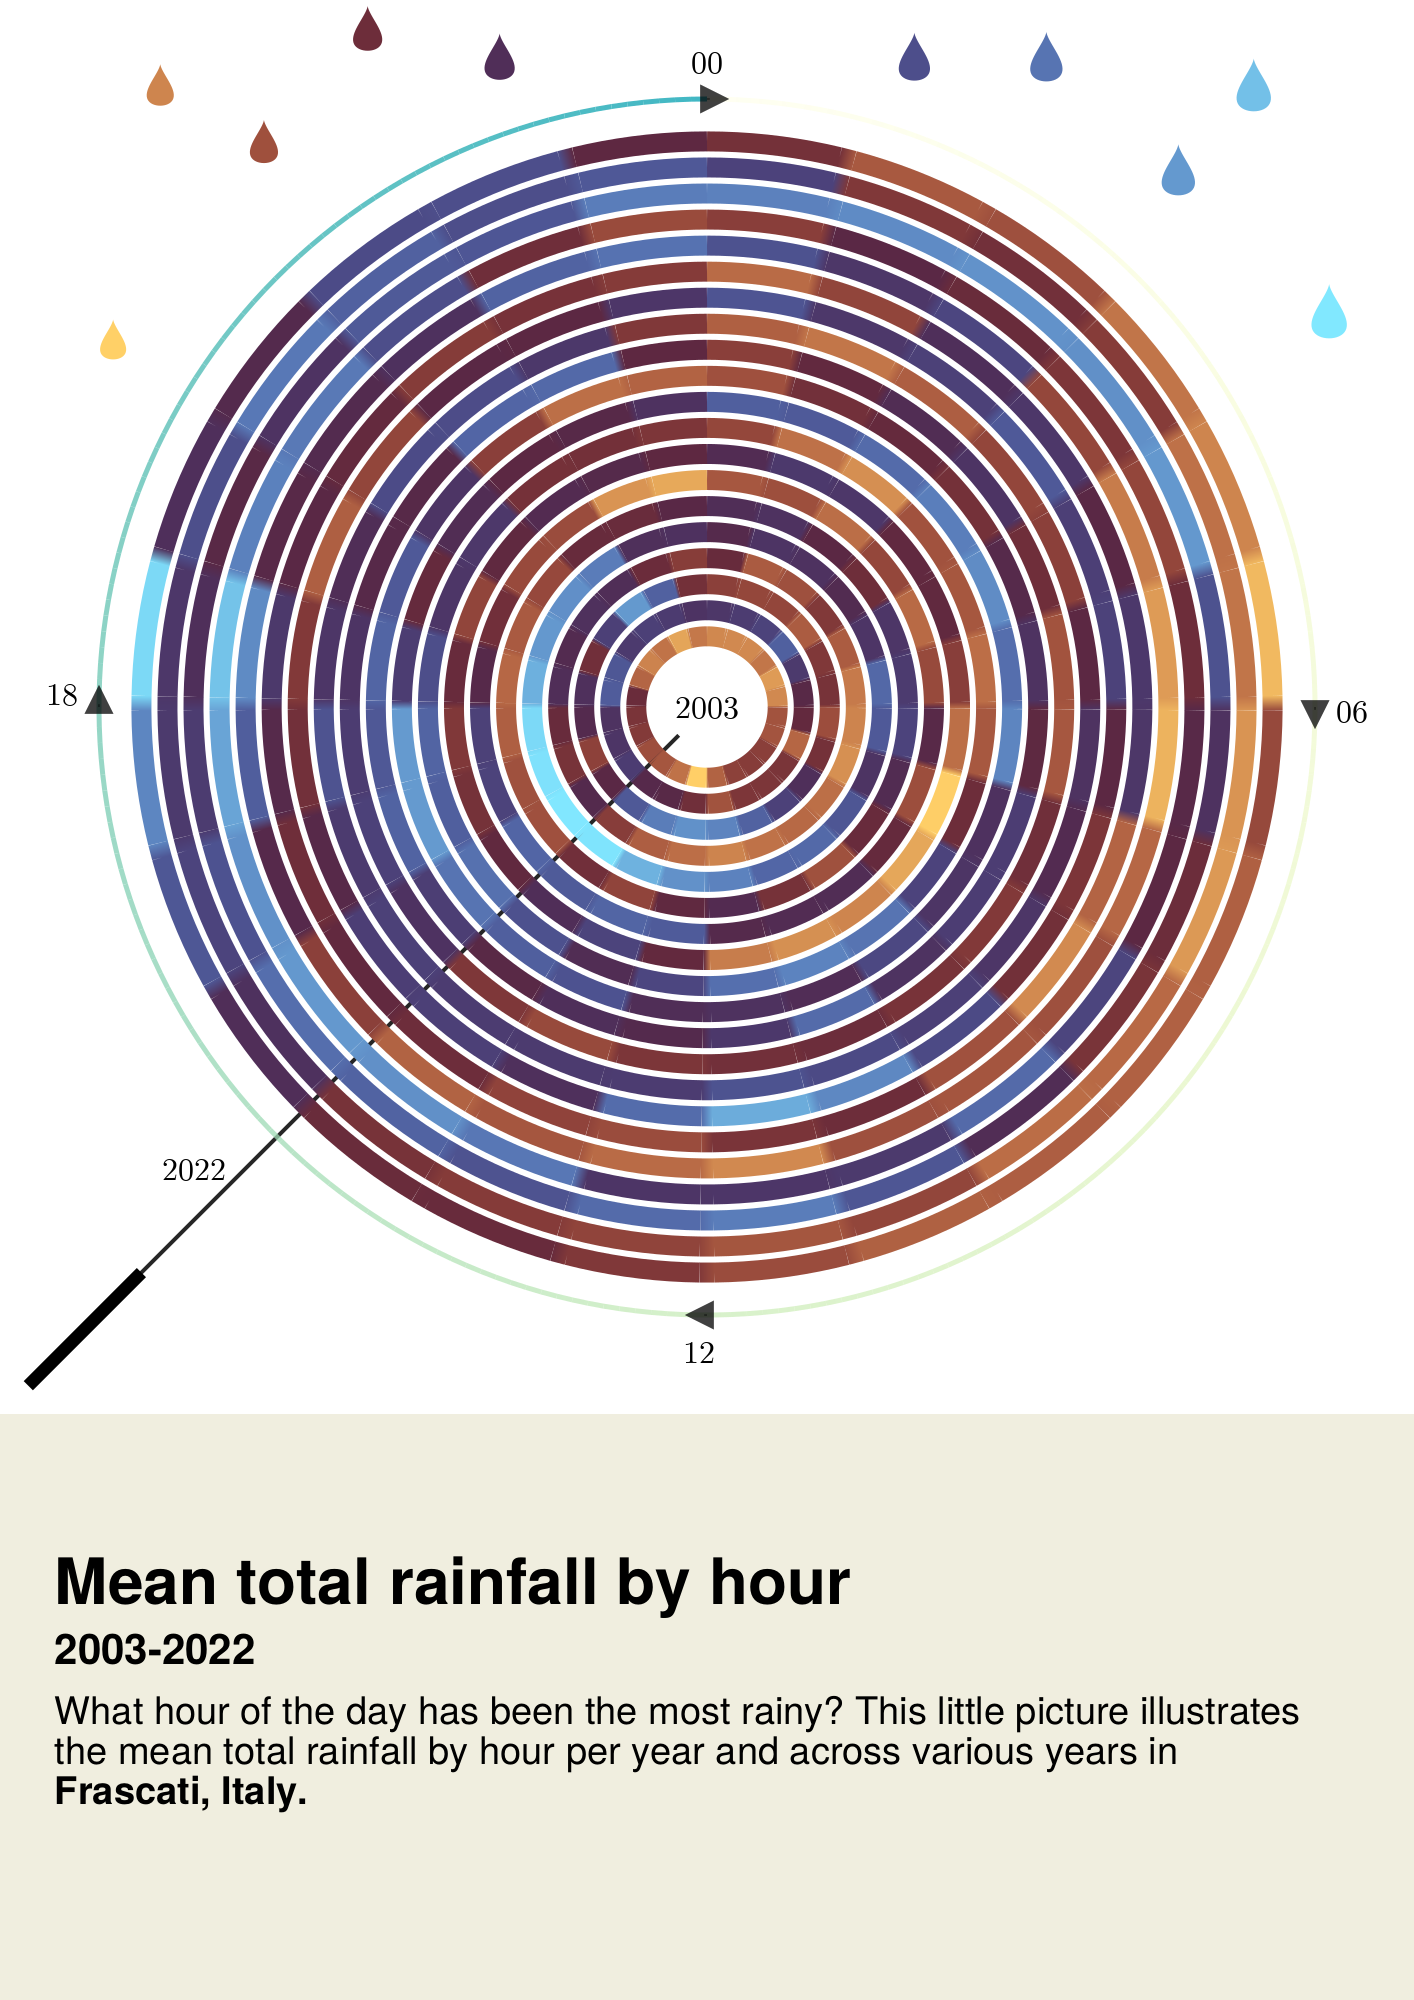 00
18
2003
06
2022
12
Mean total rainfall by hour
2003-2022
What hour of the day has been the most rainy? This little picture illustrates
the mean total rainfall by hour per year and across various years in
Frascati, Italy.